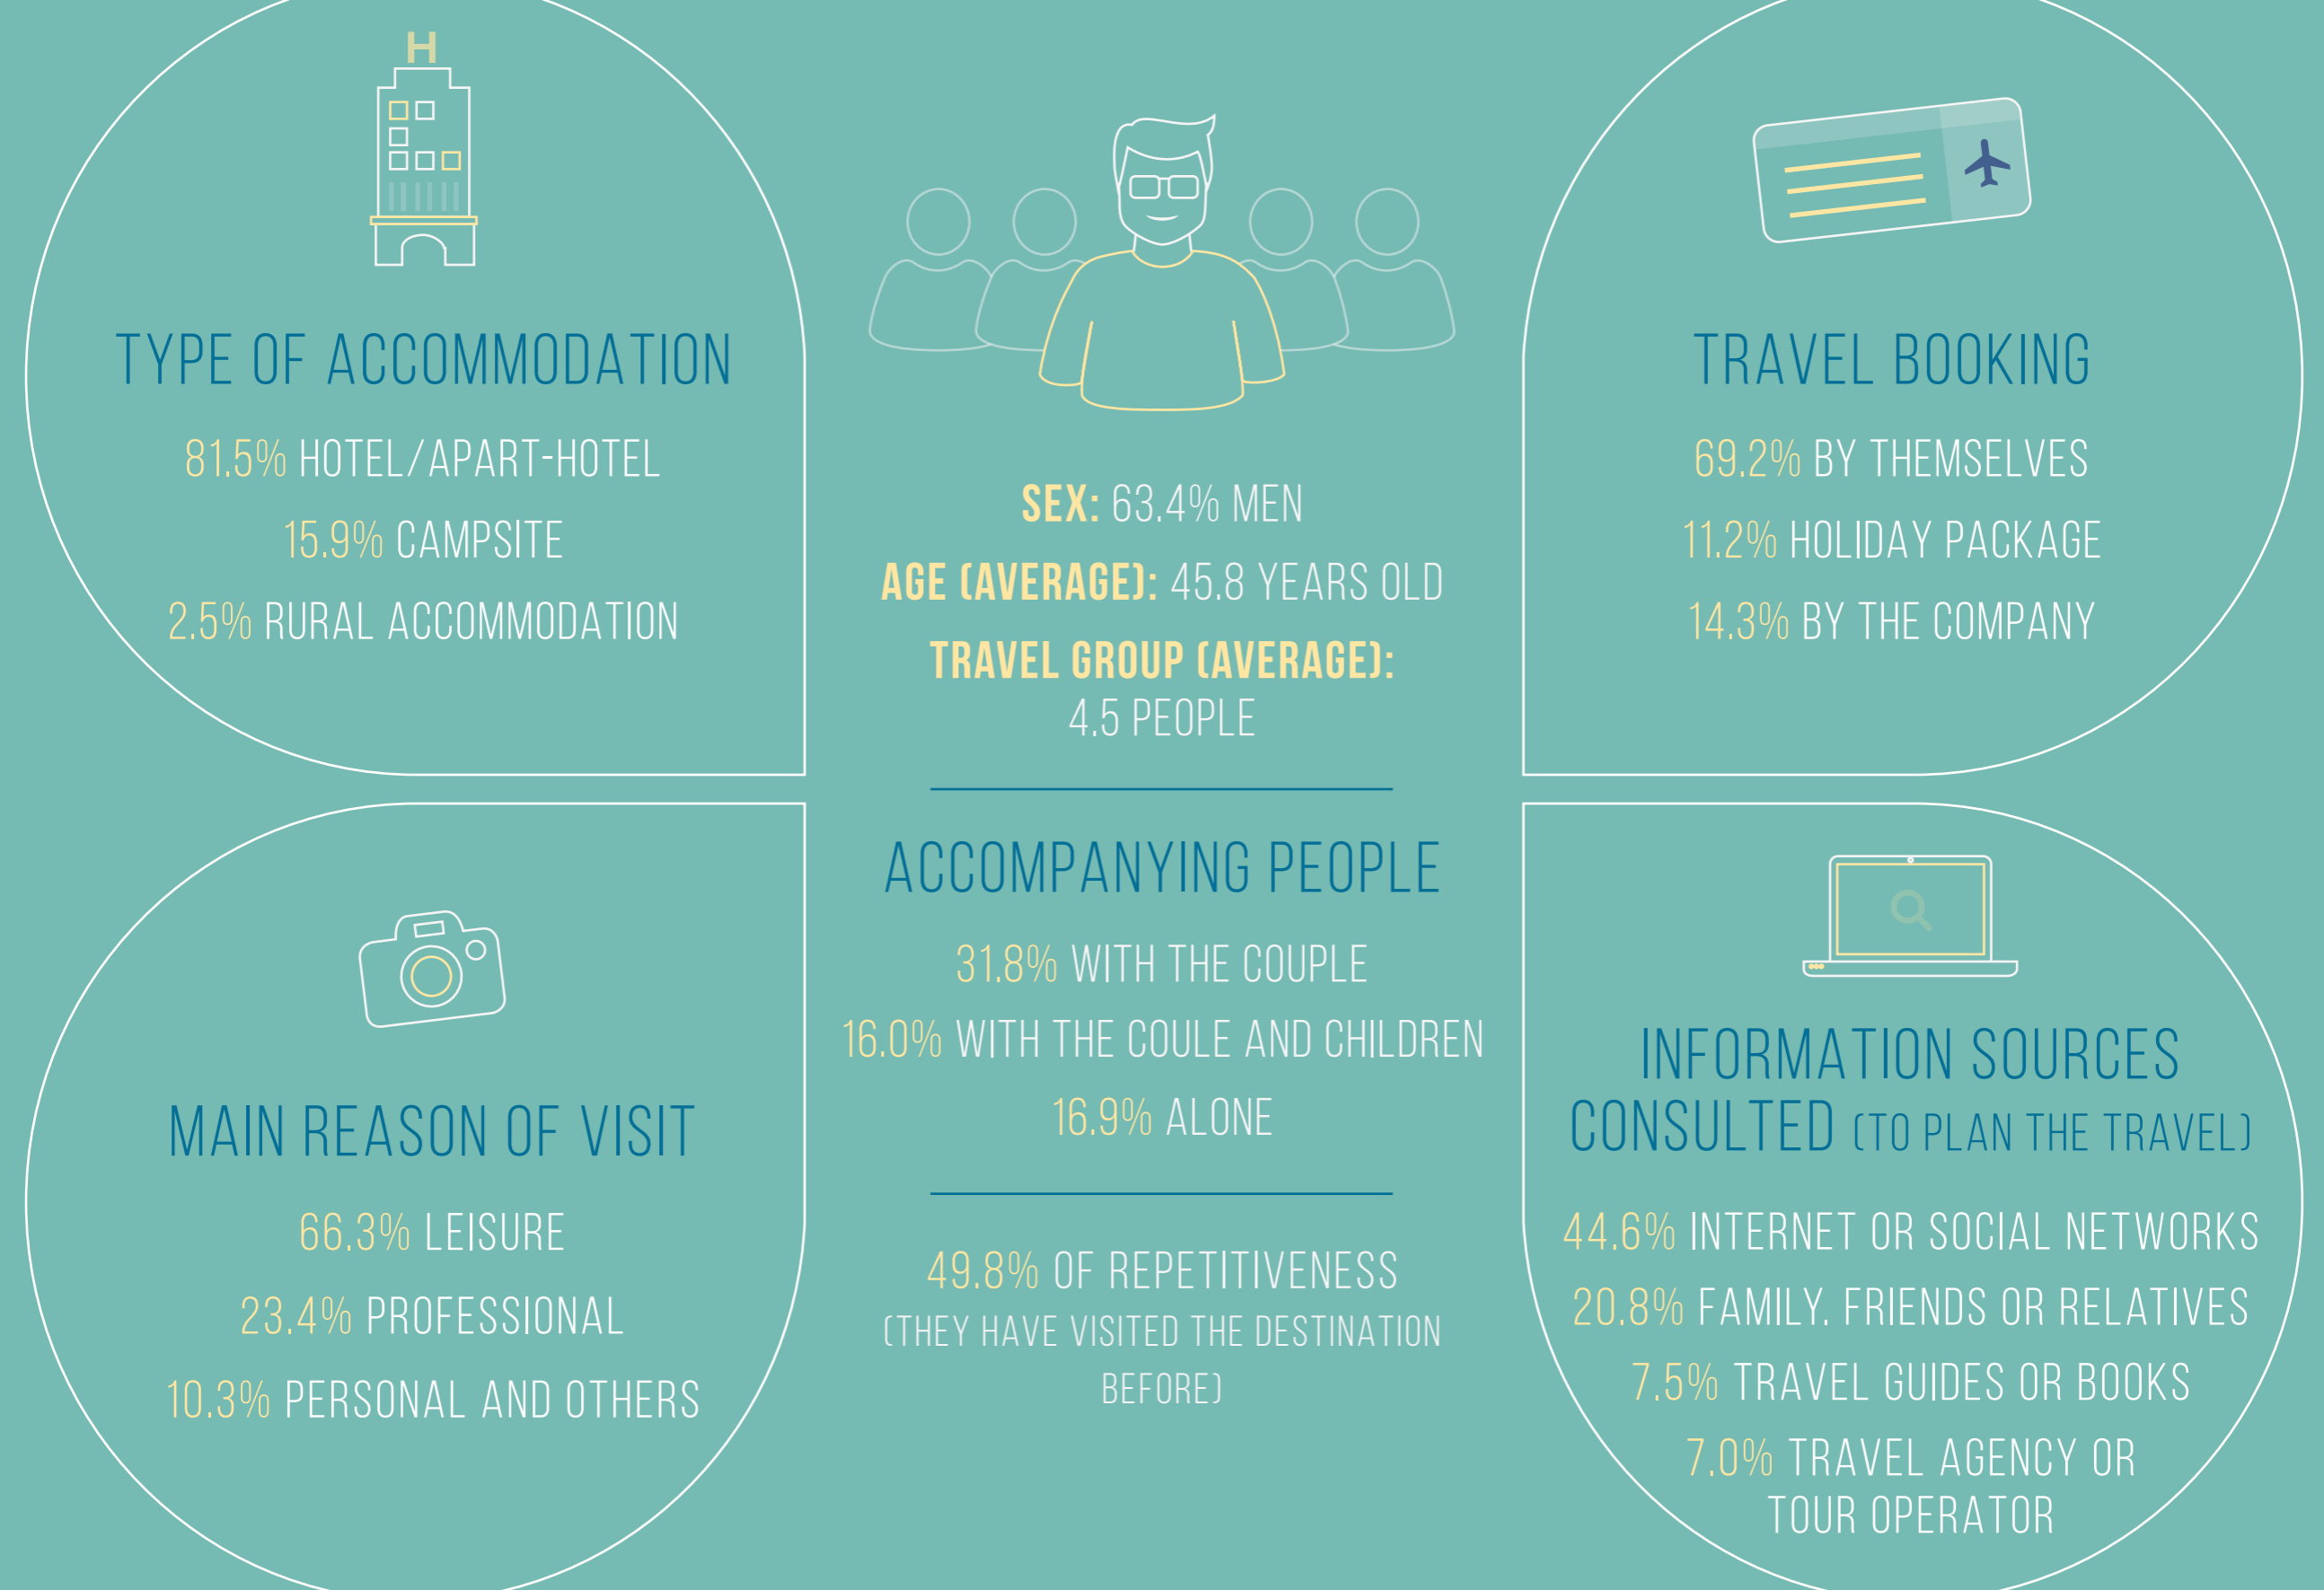 H
TYPE OF ACCOMMODATION
81.5% HOTEL/APART-HOTEL
15.9% CAMPSITE
2.5% RURAL ACCOMMODATION
SEX: 63.4% MEN
AGE (AVERAGE): 45.8 YEARS OLD
TRAVEL GROUP (AVERAGE):
4.5 PEOPLE
TRAVEL BOOKING
69.2% BY THEMSELVES
11.2% HOLIDAY PACKAGE
14.3% BY THE COMPANY
MAIN REASON OF VISIT
66.3% LEISURE
23.4% PROFESSIONAL
10.3% PERSONAL AND OTHERS
ACCOMPANYING PEOPLE
31.8% WITH THE COUPLE
16.0% WITH THE COULE AND CHILDREN
16.9% ALONE
49.8% OF REPETITIVENESS
(THEY HAVE VISITED THE DESTINATION
BEFORE)
INFORMATION SOURCES
CONSULTED (TO PLAN THE TRAVEL)
44.6% INTERNET OR SOCIAL NETWORKS
20.8% FAMILY. FRIENDS OR RELATIVES
7.5% TRAVEL GUIDES OR BOOKS
7.0% TRAVEL AGENCY OR
TOUR OPERATOR